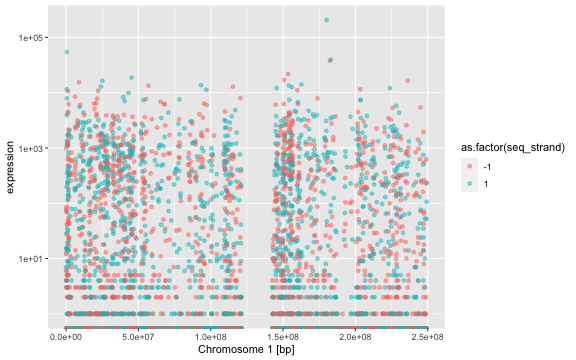 1e+05
1e+03
1e+01
expression
0.0e+00 5.0e+07 1.0e+08 1.5e+08 2.0e+08 2.5e+08
Chromosome 1 [bp]
as.factor(seq_strand)
-1
1